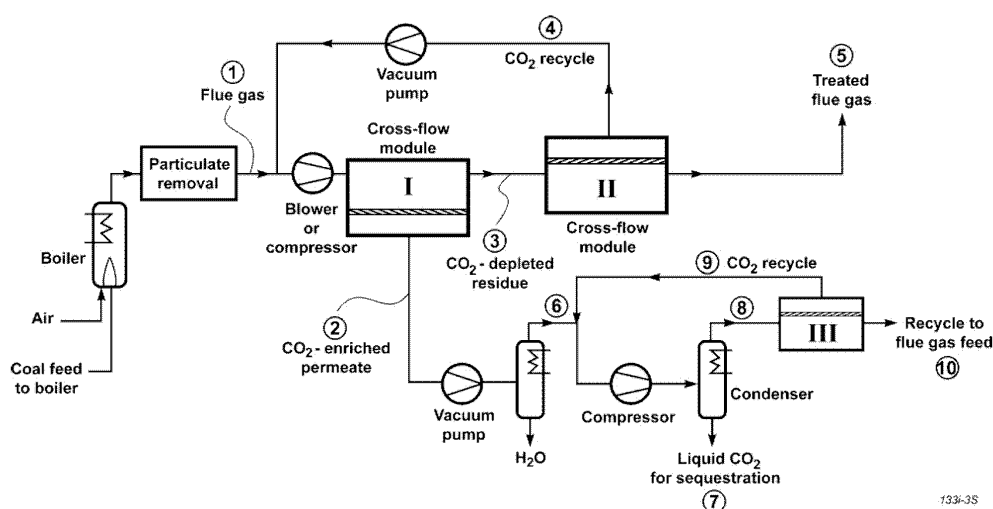 ④
CO₂ recycle
⑤
Treated
flue gas
Vacuum
pump
①
Flue gas
Cross-flow
module
Particulate
removal
I
II
Blower
or
compressor
Cross-flow
module
③
CO₂ - depleted
residue
Boiler
Air
Coal feed
to boiler
②
CO₂ - enriched
permeate
⑨ CO₂ recycle
⑥
⑧
III
Recycle to
flue gas feed
⑩
Vacuum
pump
Compressor
Condenser
H₂O
Liquid CO₂
for sequestration
⑦
133i-3S